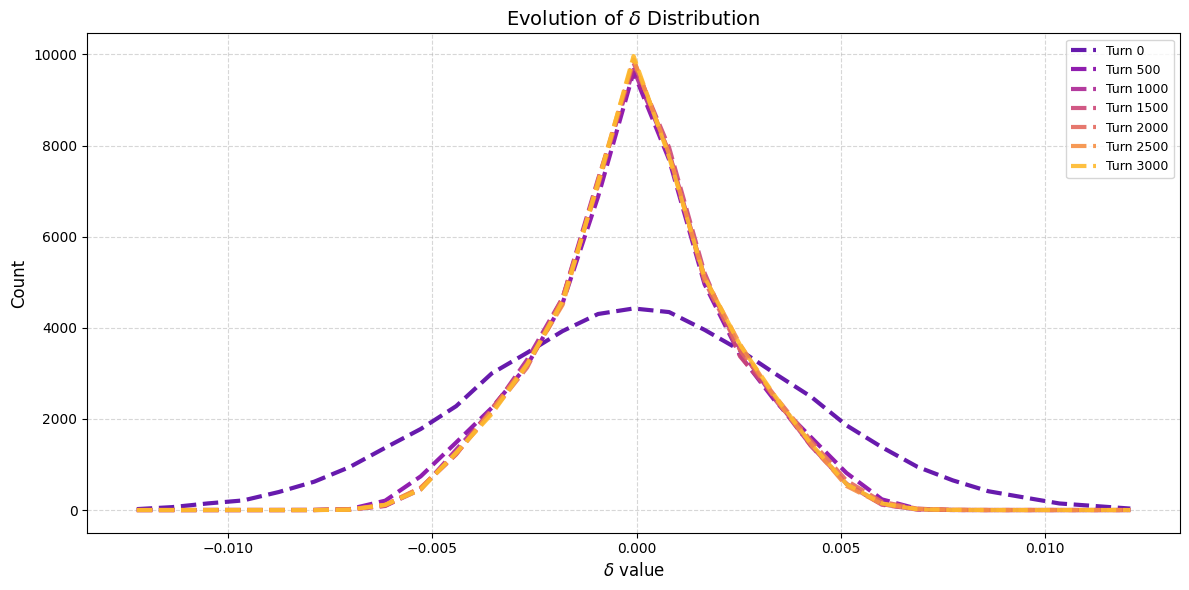 Evolution of δ Distribution
Count
10000
8000
6000
4000
2000
0
−0.010
−0.005
0.000
0.005
0.010
δ value
Turn 0
Turn 500
Turn 1000
Turn 1500
Turn 2000
Turn 2500
Turn 3000